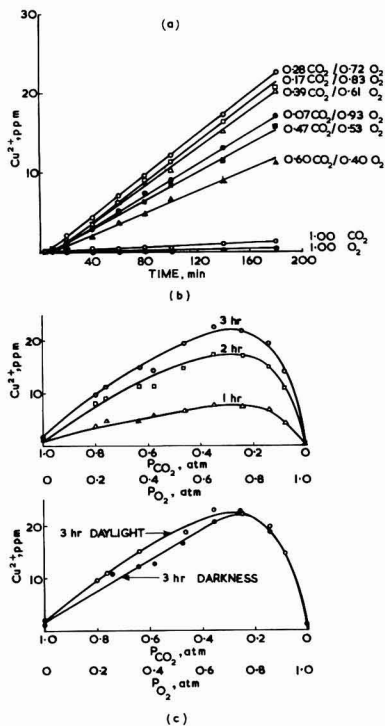 (a)
Cu²⁺,ppm
30
20
10
0
40
80
120
160
200
TIME, min
0·28 CO₂/0·72 O₂
0·17 CO₂/0·83 O₂
0·39 CO₂/0·61 O₂
0·07 CO₂/0·93 O₂
0·47 CO₂/0·53 O₂
0·60 CO₂/0·40 O₂
1·00 CO₂
1·00 O₂
(b)
Cu²⁺,ppm
20
10
3 hr
2 hr
1 hr
1·0 0·8 0·6 0·4 0·2 0
P CO₂, atm
0 0·2 0·4 0·6 0·8 1·0
P O₂, atm
Cu²⁺,ppm
20
10
3 hr DAYLIGHT
3 hr DARKNESS
1·0 0·8 0·6 0·4 0·2 0
P CO₂, atm
0 0·2 0·4 0·6 0·8 1·0
P O₂, atm
(c)